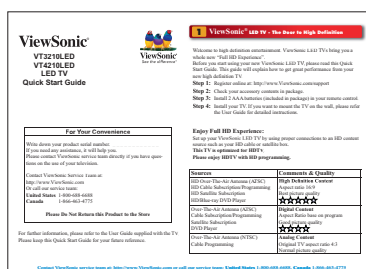 ViewSonic®
VT3210LED
VT4210LED
LED TV
Quick Start Guide
ViewSonic®
See the difference™
For Your Convenience
Write down your product serial number.
If you need any assistance, it will help you.
Please contact ViewSonic service team directly if you have ques-
tions on the use of your television.
Contact ViewSonic service team at:
http://www.ViewSonic.com
Or call our service team:
United States 1-800-688-6688
Canada 1-866-463-4775
Please Do Not Return This Product to the Store
For further information, please refer to the User Guide supplied with the TV
Please keep this Quick Start Guide for your future reference.
1 ViewSonic® LED TV - The Door to High Definition
Welcome to high definition entertainment. ViewSonic LED TVs bring you a
whole new "Full HD Experience".
Before you start using your new ViewSonic LED TV, please read this Quick
Start Guide. This guide will explain how to get great performance from your
new high definition TV
Step 1: Register online at: http://www.ViewSonic.com/support
Step 2: Check your accessory contents in package.
Step 3: Install 2 AAA batteries (included in package) in your remote control
Step 4: Install your TV. If you want to mount the TV on the wall, please refer
the User Guide for detailed instructions.
Enjoy Full HD Experience:
Set up your ViewSonic LED TV by using proper connections to an HD content
source such as your HD cable or satellite box.
This TV is optimized for HDTV.
Please enjoy HDTV with HD programming.
Sources Comments & Quality
HD Over-The-Air Antenna (ATSC) High Definition Content
HD Cable Subscription/Programming Aspect ratio 16/9
HD Satellite Subscription Best picture quality
HD/Blue-ray DVD Player
Over-The-Air Antenna (ATSC) Digital Content
Cable Subscription/Programming Aspect Ratio base on program
Satellite Subscription Good picture quality
DVD Player
Over-The-Air Antenna (NTSC) Analog Content
Cable Programming Original TV aspect ratio 4/3
Normal picture quality
Contact ViewSonic service team at: http://www.ViewSonic.com or call our service team: United States 1-800-688-6688, Canada 1-866-463-4775